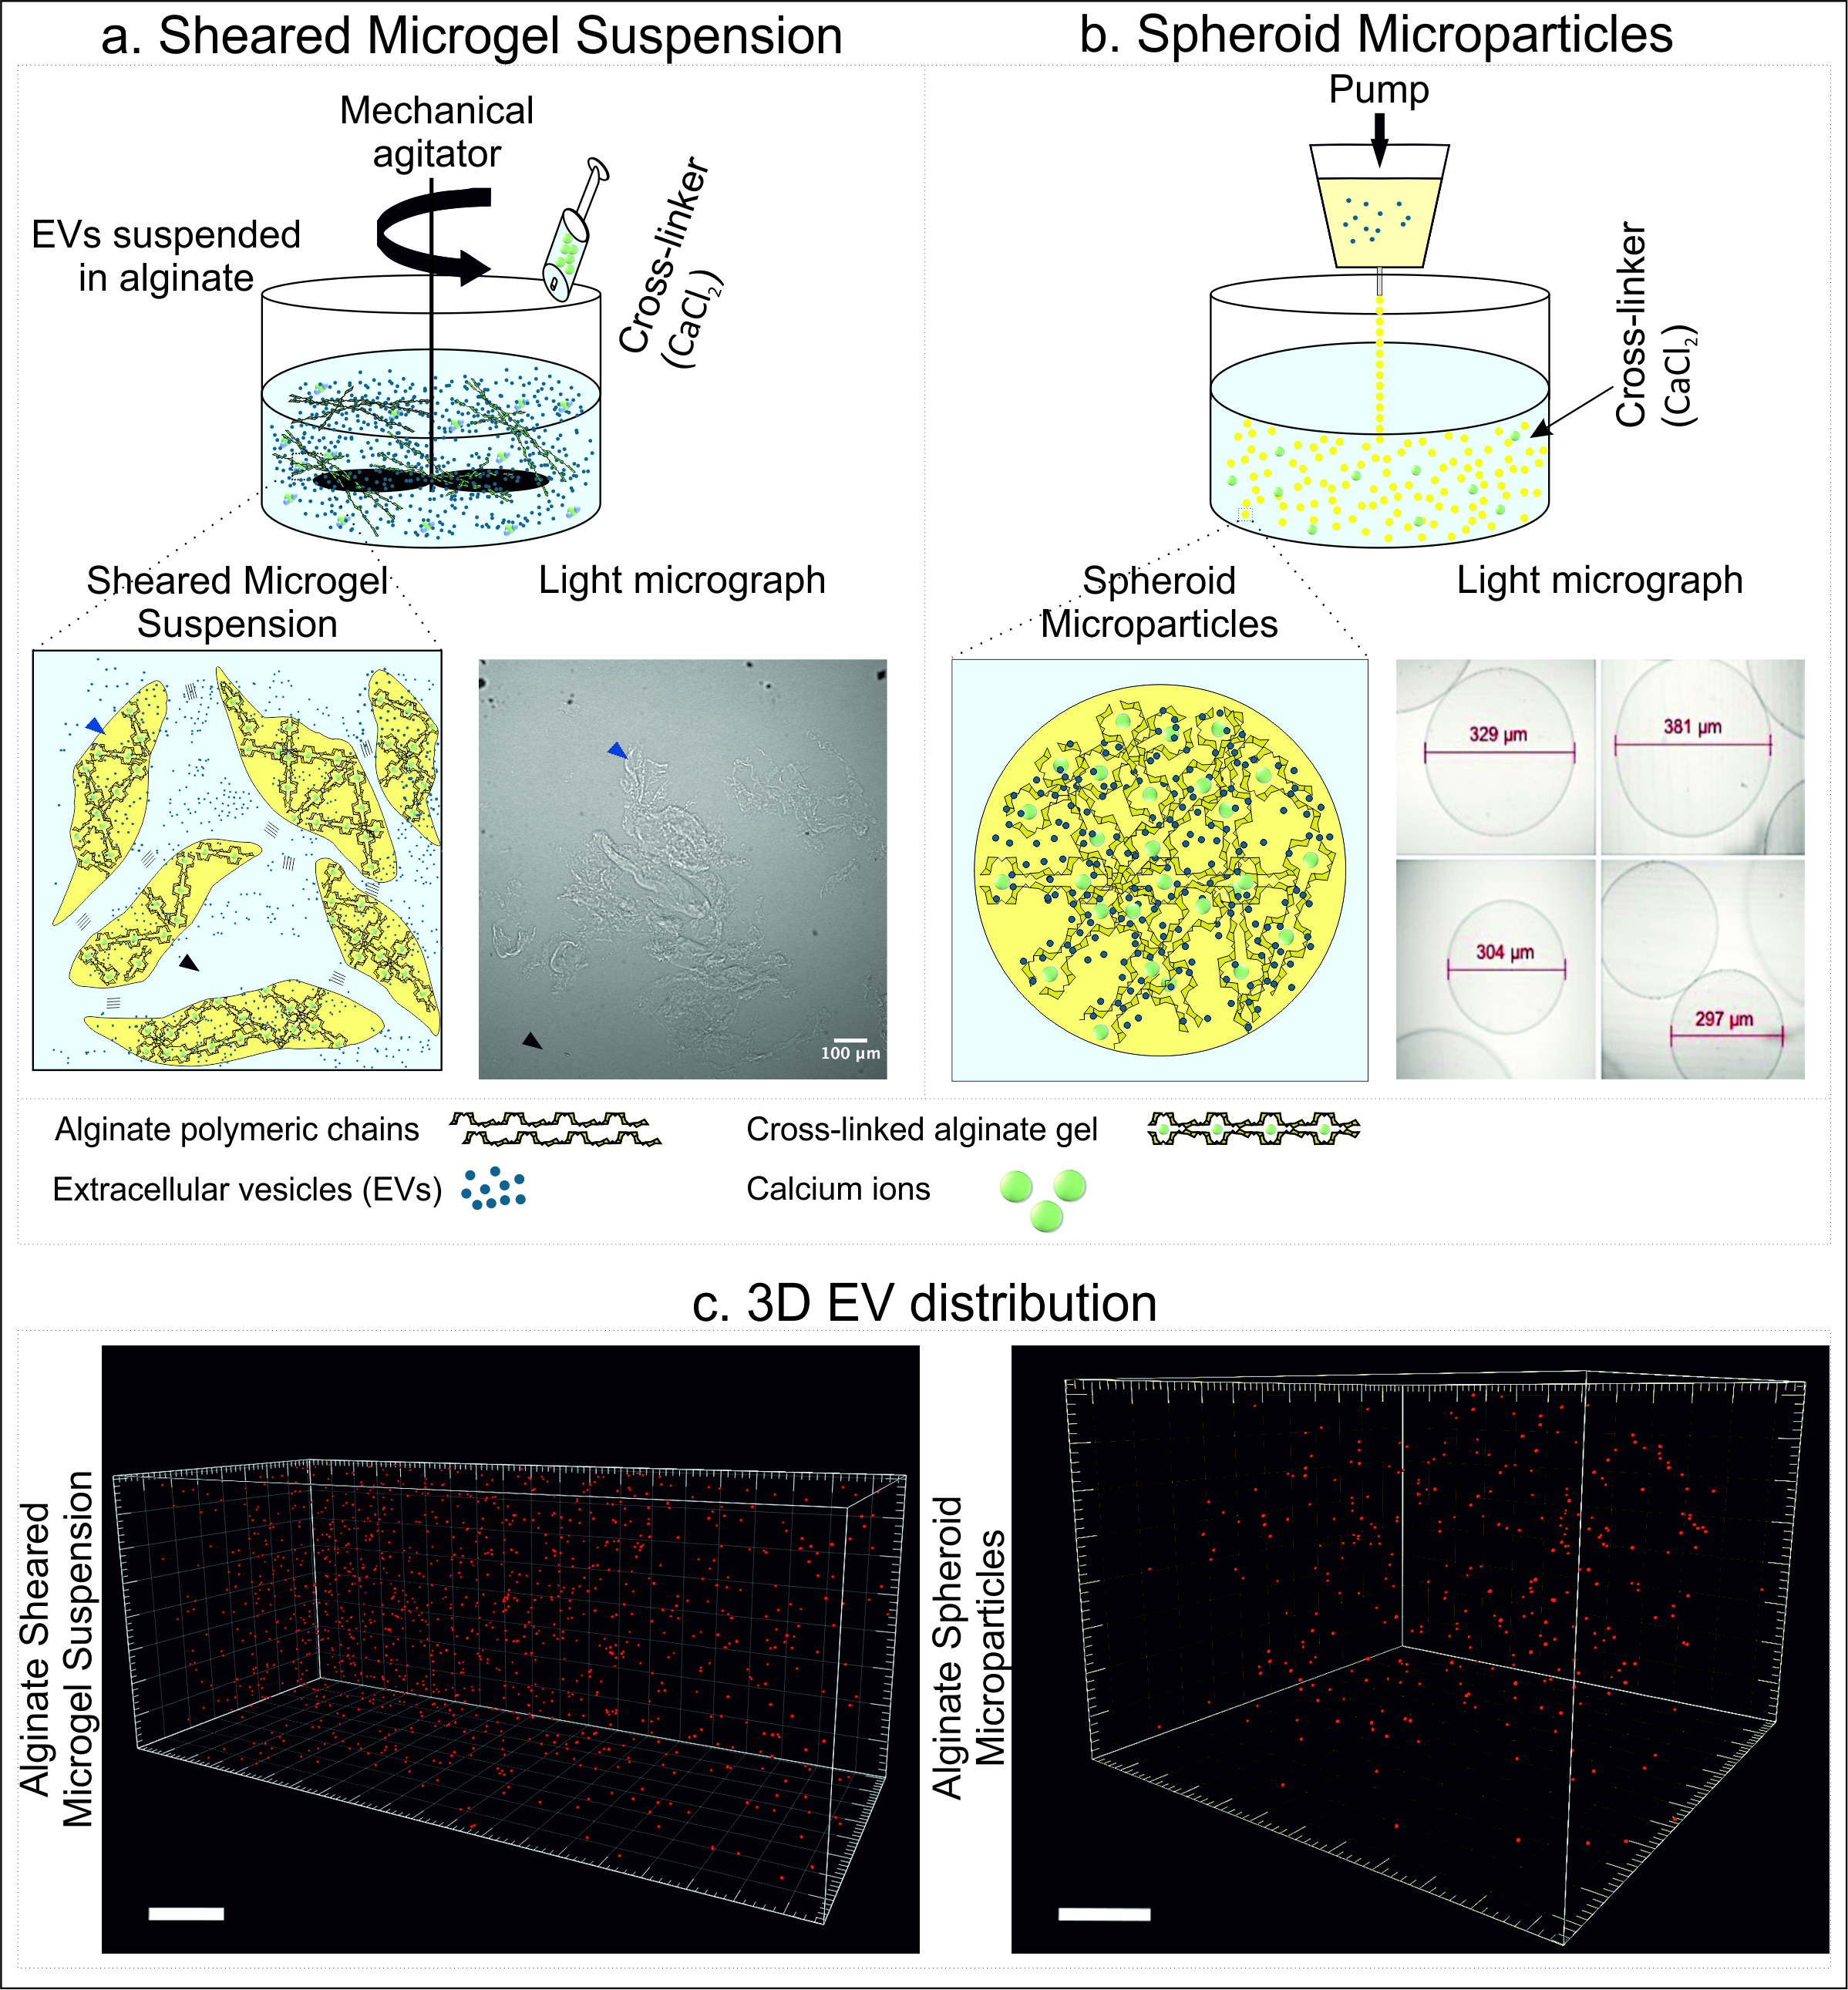 a. Sheared Microgel Suspension
Mechanical
agitator
EVs suspended
in alginate
Cross-linker
(CaCl₂)
Sheared Microgel
Suspension
Light micrograph
100 µm
b. Spheroid Microparticles
Pump
Cross-linker
(CaCl₂)
Spheroid
Microparticles
Light micrograph
329 µm
381 µm
304 µm
297 µm
Alginate polymeric chains
Cross-linked alginate gel
Extracellular vesicles (EVs)
Calcium ions
c. 3D EV distribution
Alginate Sheared
Microgel Suspension
Alginate Spheroid
Microparticles